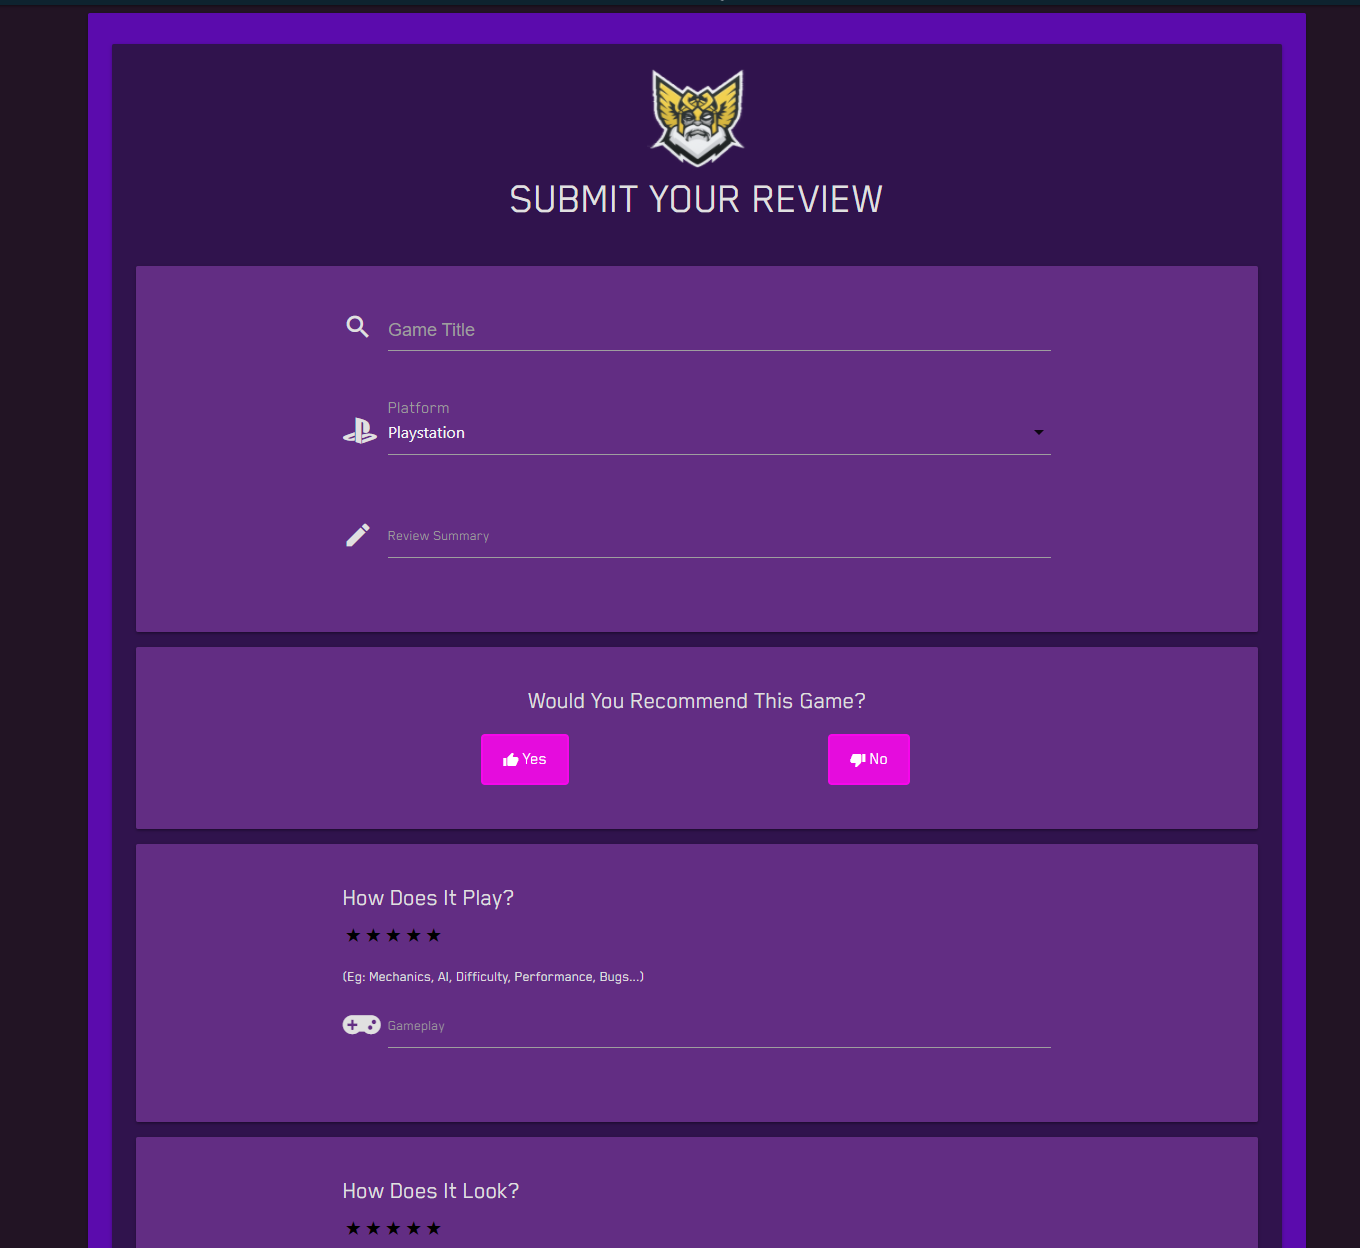 SUBMIT YOUR REVIEW
Game Title
Platform
Playstation
Review Summary
Would You Recommend This Game?
Yes
No
How Does It Play?
★★★★★
(Eg: Mechanics, AI, Difficulty, Performance, Bugs...)
Gameplay
How Does It Look?
★★★★★